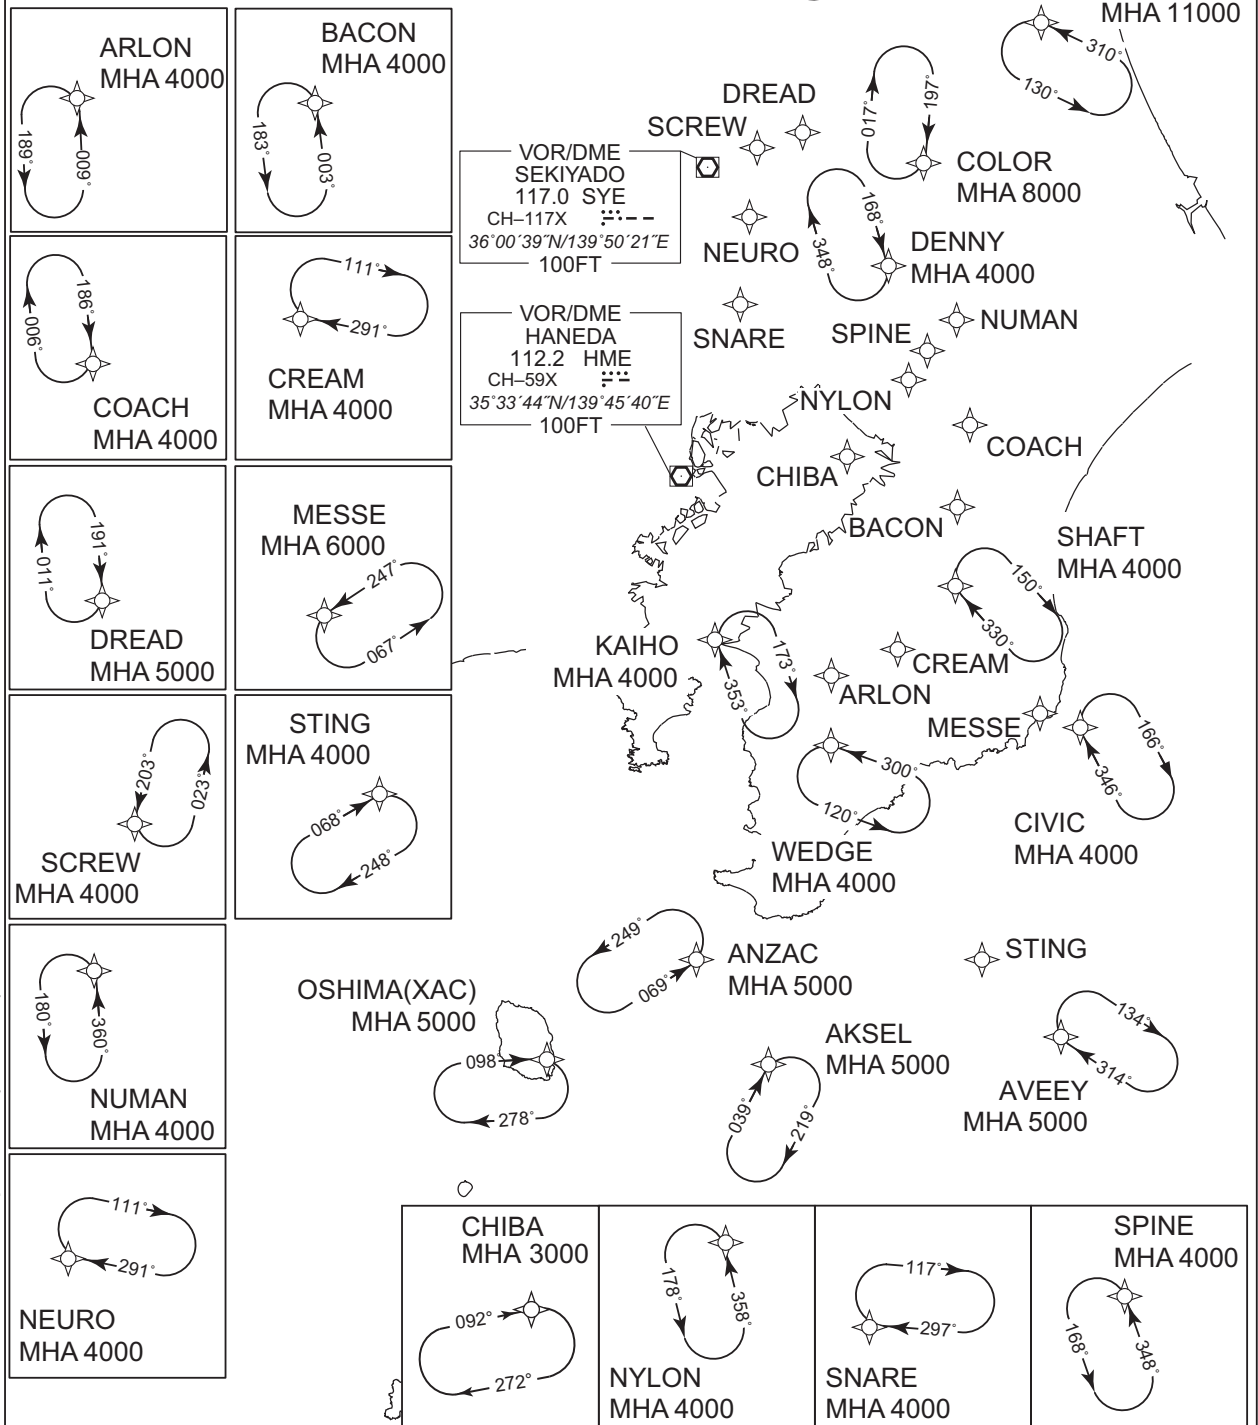 MHA 11000
310°
130°
ARLON
MHA 4000
189°
009°
BACON
MHA 4000
183°
003°
DREAD
SCREW
017°
197°
COLOR
MHA 8000
VOR/DME
SEKIYADO
117.0 SYE
CH–117X
36°00´39˝N/139°50´21˝E
100FT
NEURO
168°
348°
DENNY
MHA 4000
COACH
MHA 4000
186°
006°
CREAM
MHA 4000
111°
291°
SNARE
SPINE
NUMAN
VOR/DME
HANEDA
112.2 HME
CH–59X
35°33´44˝N/139°45´40˝E
100FT
NYLON
COACH
CHIBA
BACON
DREAD
MHA 5000
191°
011°
MESSE
MHA 6000
247°
067°
SHAFT
MHA 4000
150°
330°
KAIHO
MHA 4000
173°
353°
CREAM
ARLON
MESSE
SCREW
MHA 4000
203°
023°
STING
MHA 4000
068°
248°
300°
120°
WEDGE
MHA 4000
166°
346°
CIVIC
MHA 4000
NUMAN
MHA 4000
180°
360°
OSHIMA(XAC)
MHA 5000
098°
278°
249°
069°
ANZAC
MHA 5000
STING
AKSEL
MHA 5000
039°
219°
134°
314°
AVEEY
MHA 5000
111°
291°
NEURO
MHA 4000
CHIBA
MHA 3000
092°
272°
178°
358°
NYLON
MHA 4000
117°
297°
SNARE
MHA 4000
SPINE
MHA 4000
168°
348°